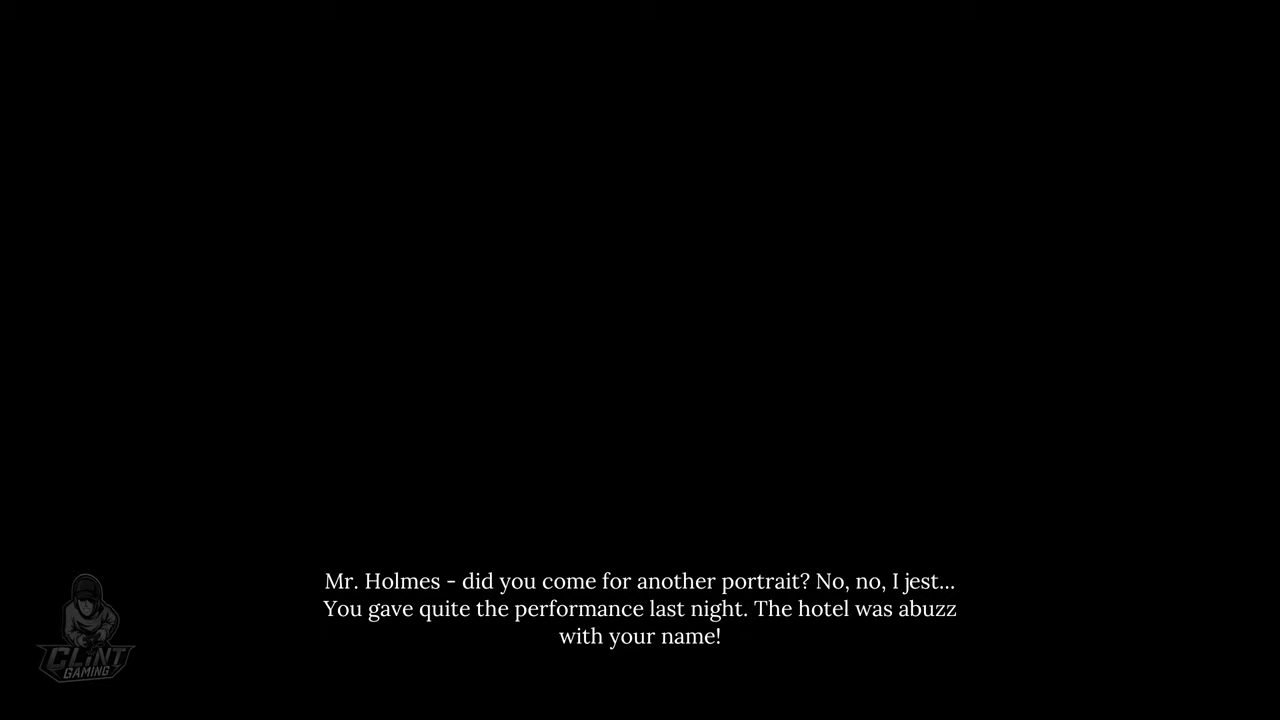 Mr. Holmes - did you come for another portrait? No, no, I jest...
You gave quite the performance last night. The hotel was abuzz
with your name!
CLINT
GAMING